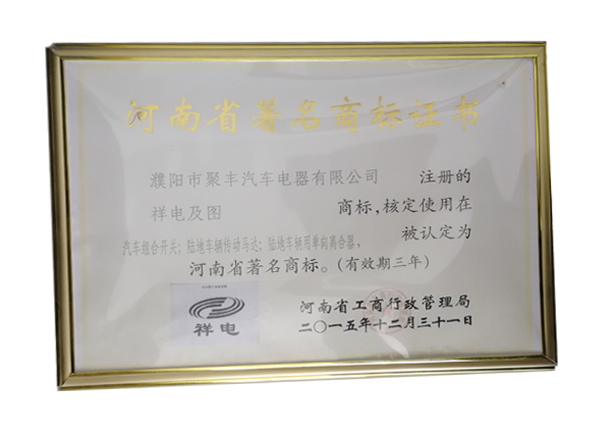 河南省著名商标证书
濮阳市聚丰汽车电器有限公司 注册的
祥电及图 商标，核定使用在
汽车组合开关；陆地车辆传动马达；陆地车辆用单向离合器， 被认定为
河南省著名商标。（有效期三年）
祥电
河南省工商行政管理局
二〇一五年十二月三十一日